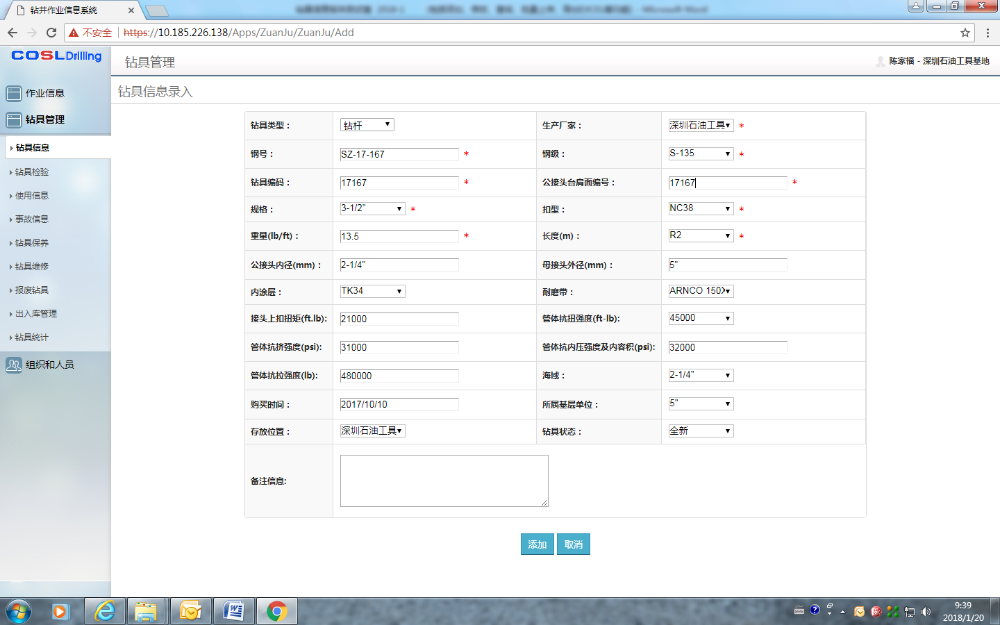 钻井作业信息系统
不安全 https://10.185.226.138/Apps/ZuanJu/ZuanJu/Add
COSL Drilling
钻具管理
陈家福 - 深圳石油工具基地
作业信息
钻具管理
钻具信息
钻具检验
使用信息
事故信息
钻具保养
钻具维修
报废钻具
出入库管理
钻具统计
组织和人员
钻具信息录入
钻具类型： 钻杆 生产厂家： 深圳石油工具 *
钢号： SZ-17-167 * 钢级： S-135 *
钻具编码： 17167 * 公接头台肩面编号： 17167 *
规格： 3-1/2" * 扣型： NC38 *
重量(lb/ft)： 13.5 * 长度(m)： R2 *
公接头内径(mm)： 2-1/4" 母接头外径(mm)： 5"
内涂层： TK34 耐磨带： ARNCO 150X
接头上扣扭矩(ft.lb): 21000 管体抗扭强度(ft-lb): 45000
管体抗挤强度(psi): 31000 管体抗内压强度及内容积(psi): 32000
管体抗拉强度(lb): 480000 海域： 2-1/4"
购买时间： 2017/10/10 所属基层单位： 5"
存放位置： 深圳石油工具 钻具状态： 全新
备注信息:
添加 取消
9:39
2018/1/20